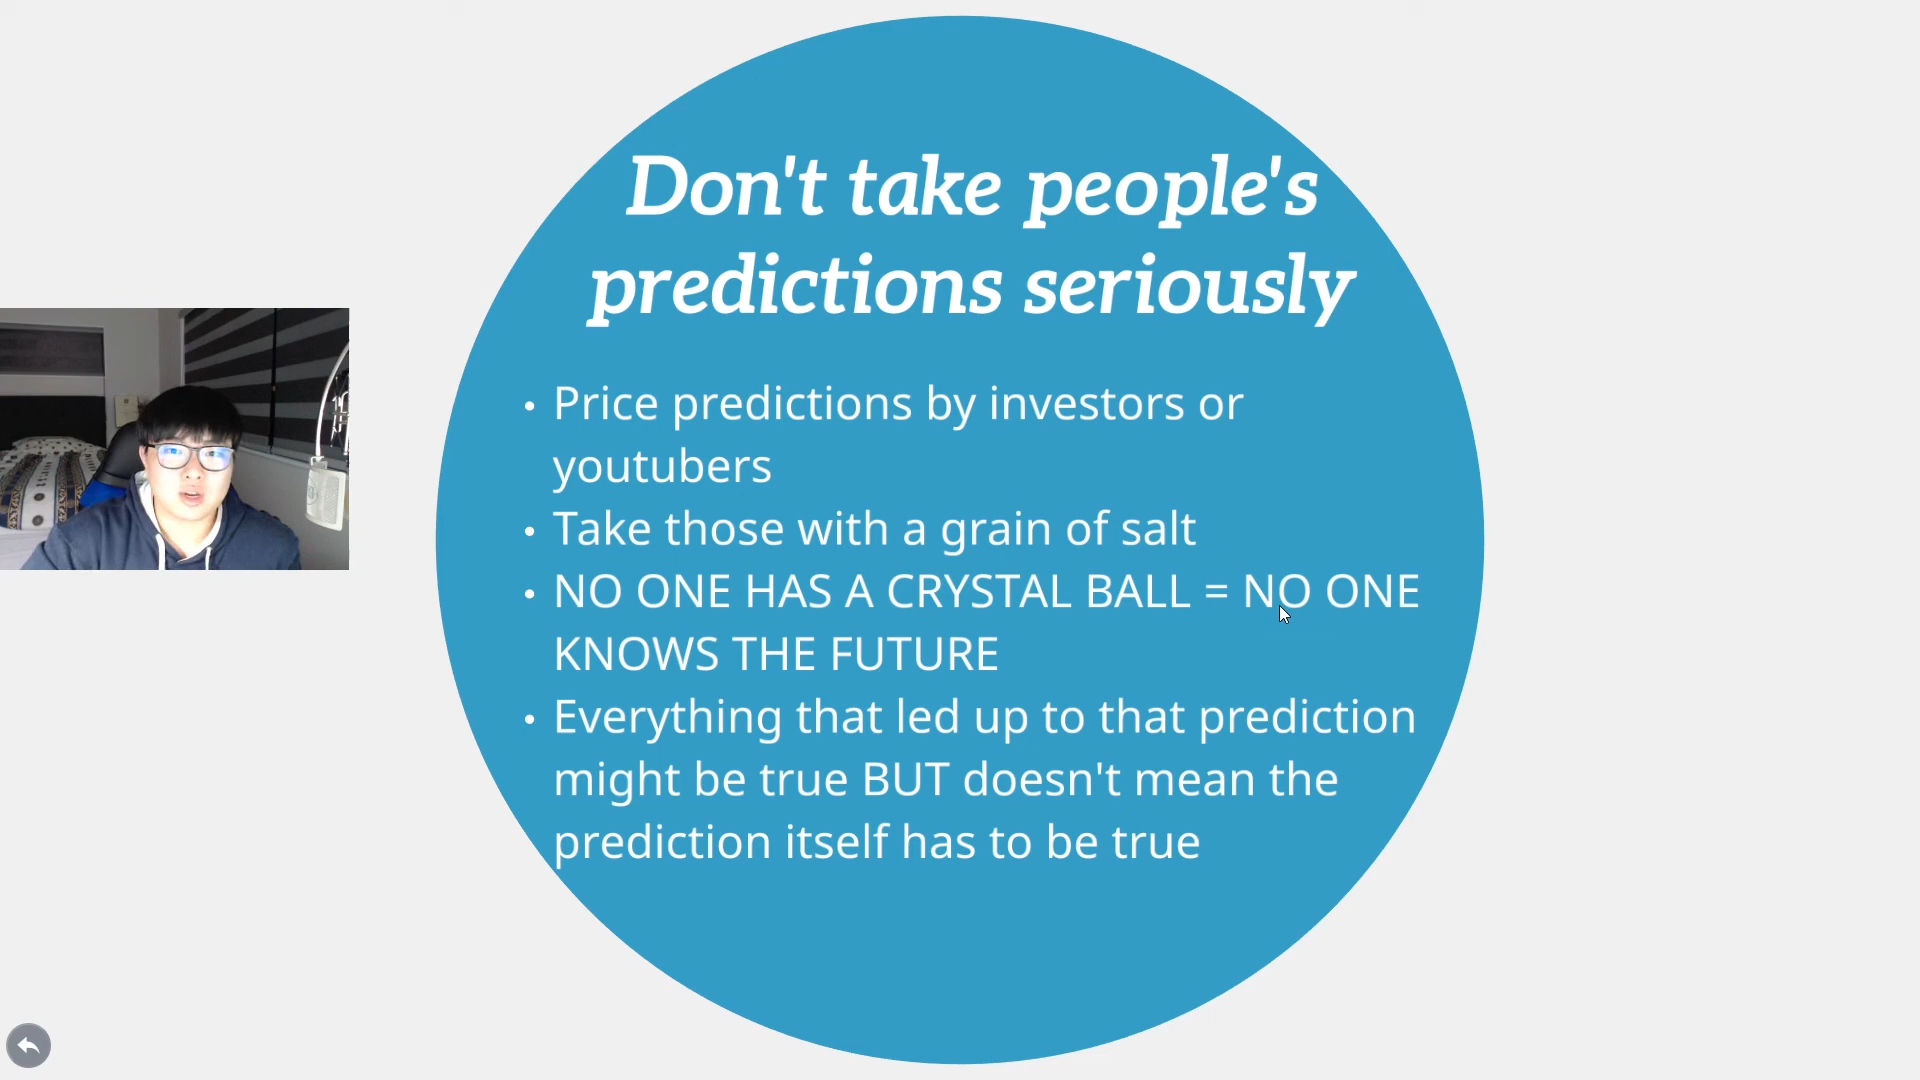 Don't take people's
predictions seriously
• Price predictions by investors or
youtubers
• Take those with a grain of salt
• NO ONE HAS A CRYSTAL BALL = NO ONE
KNOWS THE FUTURE
• Everything that led up to that prediction
might be true BUT doesn't mean the
prediction itself has to be true